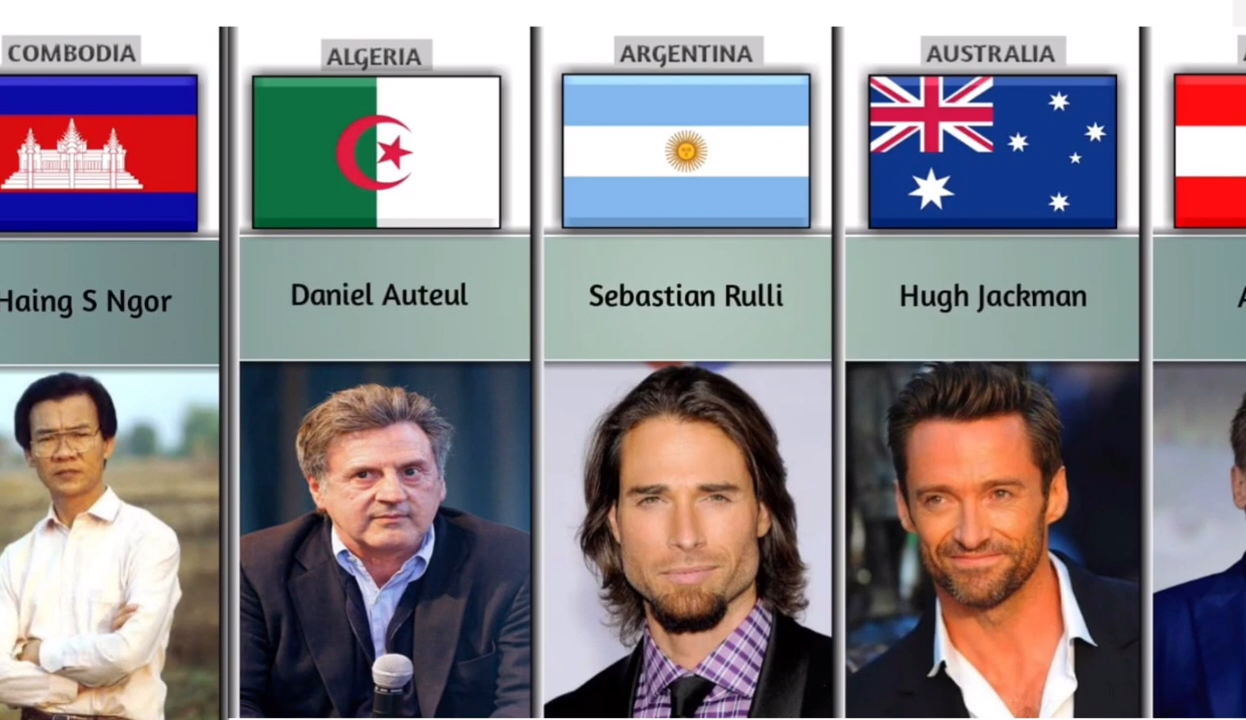 COMBODIA
ALGERIA
ARGENTINA
AUSTRALIA
Haing S Ngor
Daniel Auteul
Sebastian Rulli
Hugh Jackman